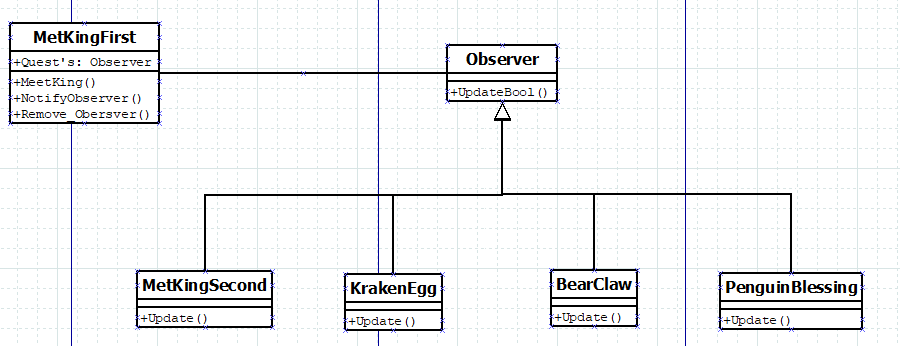 MetKingFirst
+Quest's: Observer
+MeetKing()
+NotifyObserver()
+Remove_Obersver()
Observer
+UpdateBool()
MetKingSecond
+Update()
KrakenEgg
+Update()
BearClaw
+Update()
PenguinBlessing
+Update()